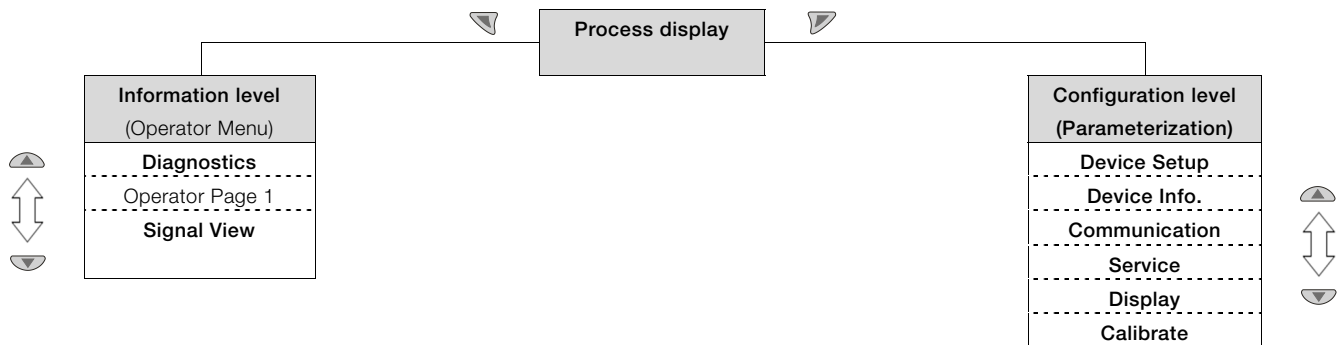 Process display
Information level
(Operator Menu)
Diagnostics
Operator Page 1
Signal View
Configuration level
(Parameterization)
Device Setup
Device Info.
Communication
Service
Display
Calibrate